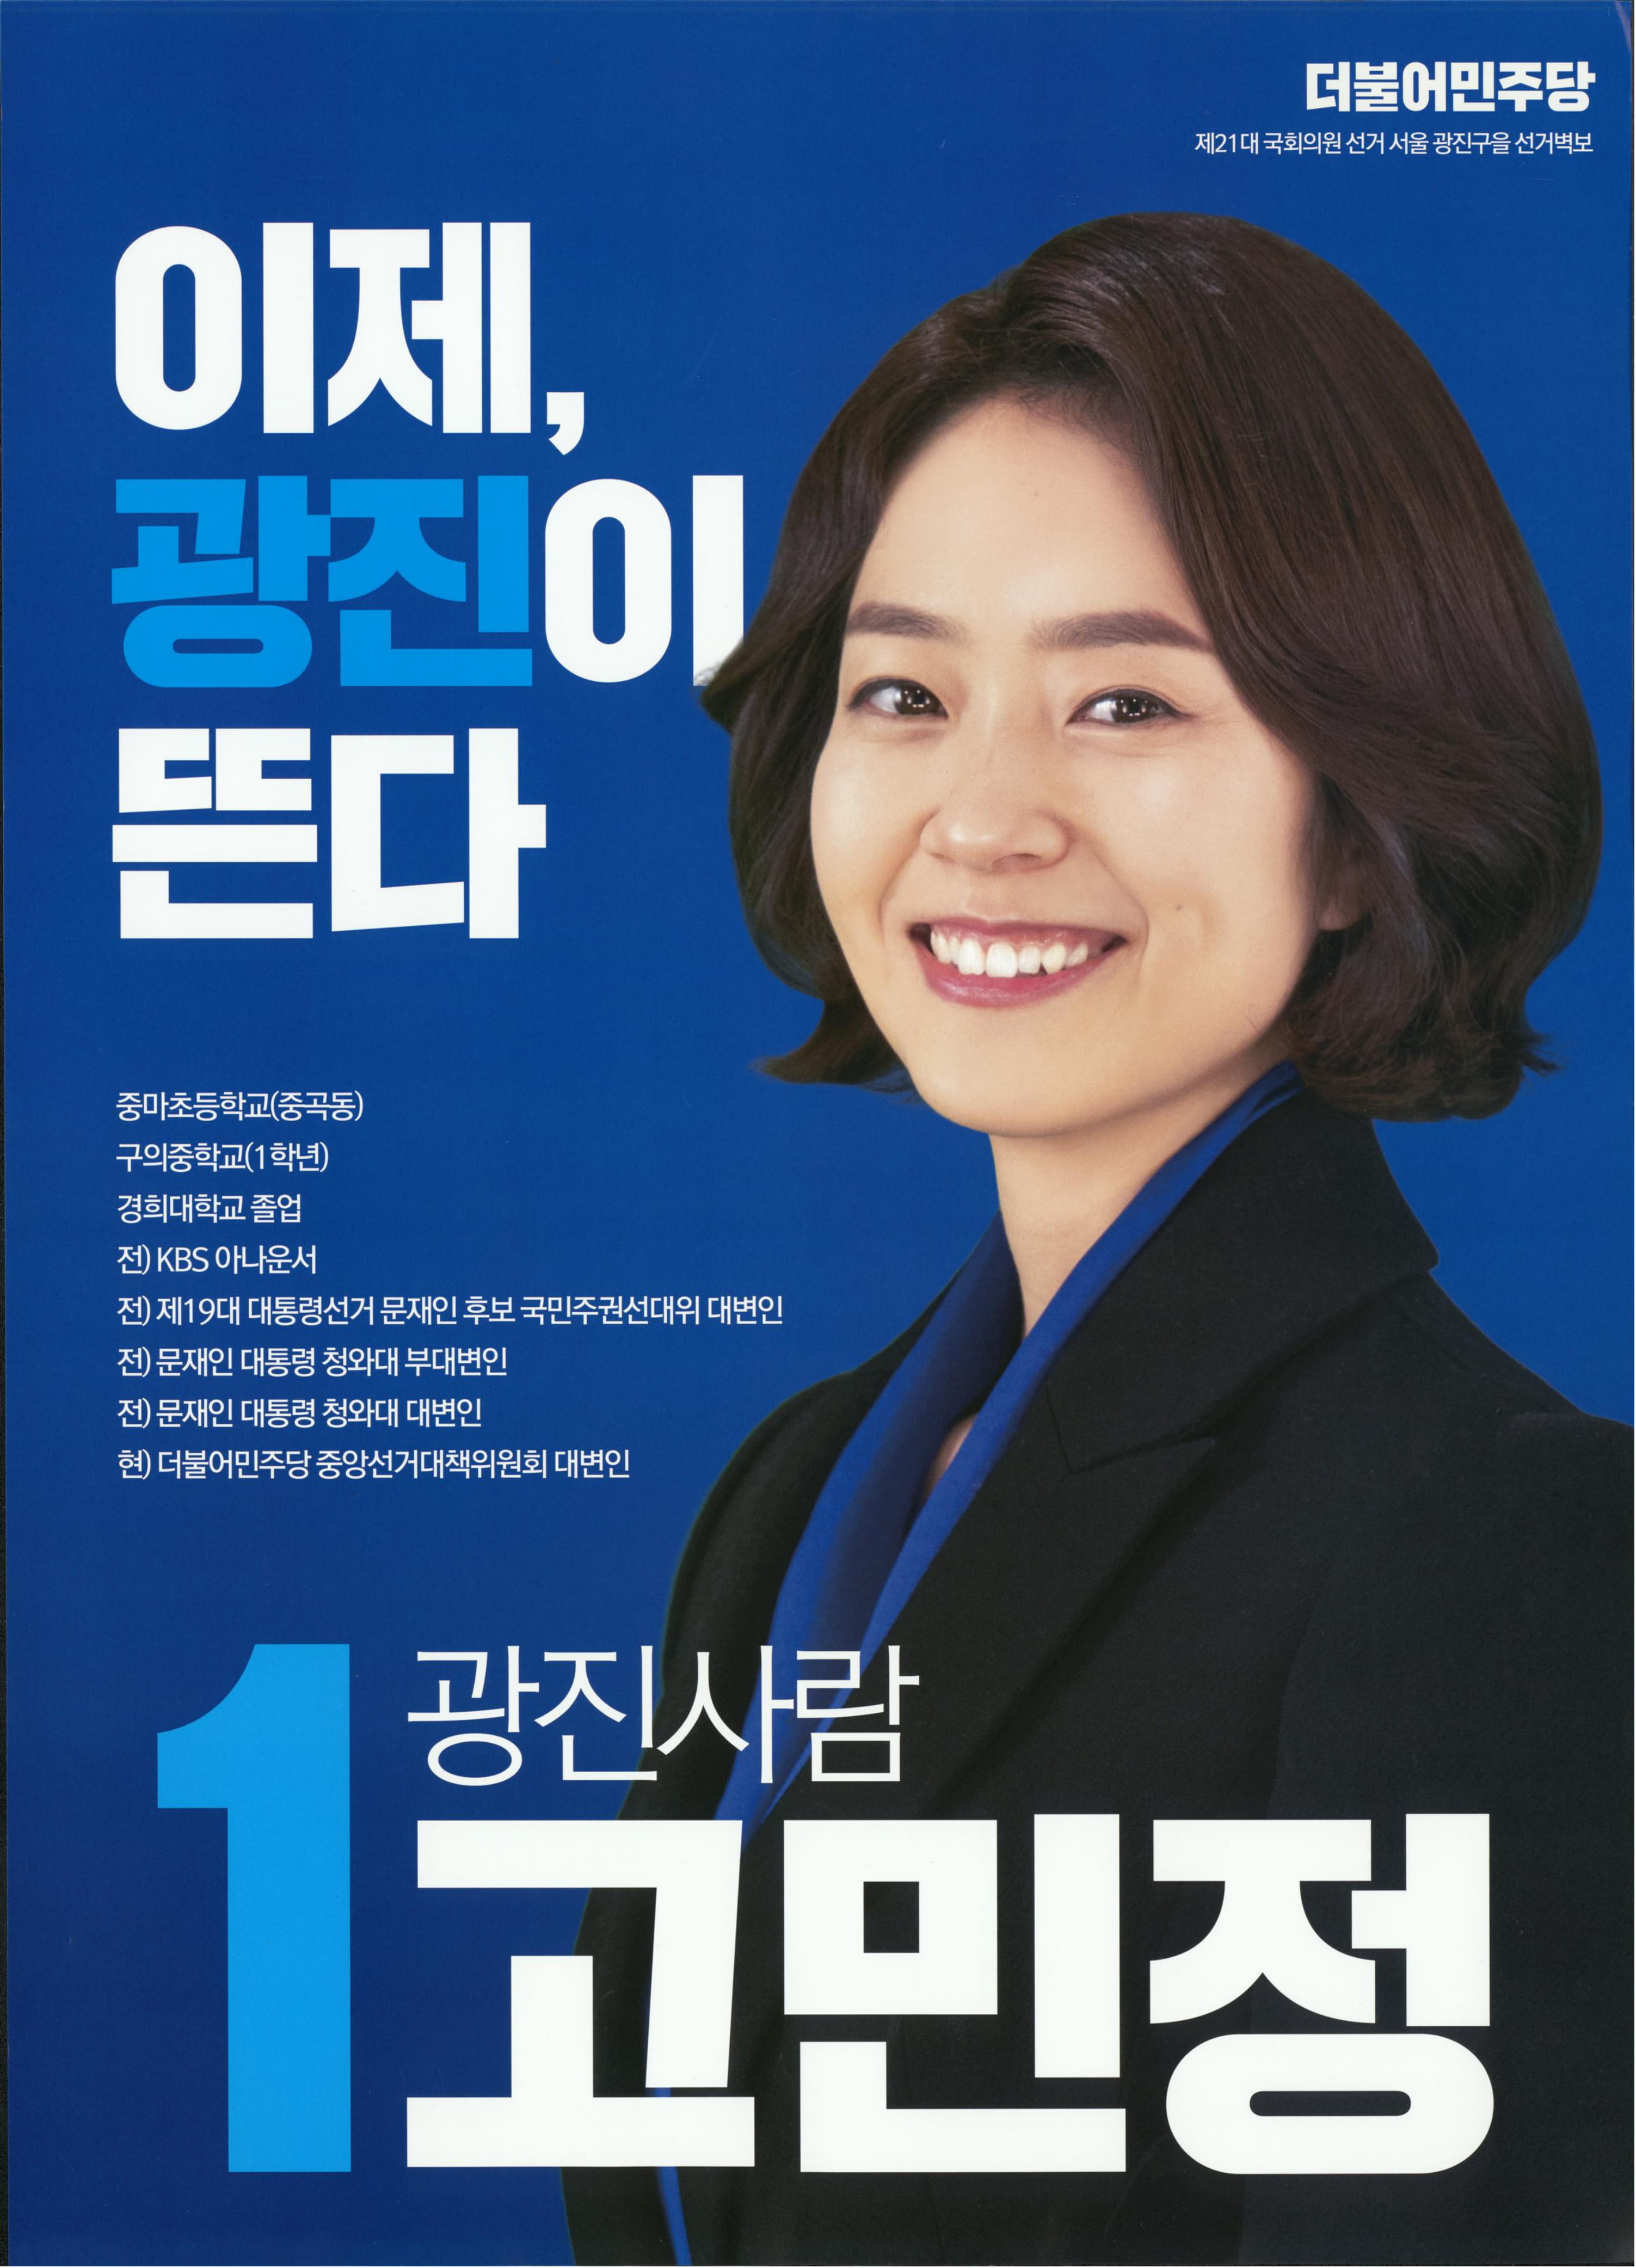 더불어민주당
제21대 국회의원 선거 서울 광진구을 선거벽보
이제,
광진이
뜬다
중마초등학교(중곡동)
구의중학교(1학년)
경희대학교 졸업
전) KBS 아나운서
전) 제19대 대통령선거 문재인 후보 국민주권선대위 대변인
전) 문재인 대통령 청와대 부대변인
전) 문재인 대통령 청와대 대변인
현) 더불어민주당 중앙선거대책위원회 대변인
1 광진사람
고민정